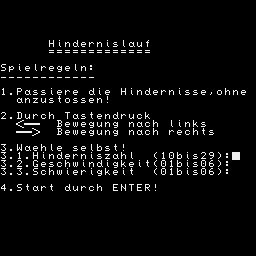 Hindernislauf
=============
Spielregeln:
------------
1.Passiere die Hindernisse,ohne
anzustossen!
2.Durch Tastendruck
<── Bewegung nach links
──> Bewegung nach rechts
3.Waehle selbst!
3.1.Hinderniszahl (10bis29):
3.2.Geschwindigkeit(01bis06):
3.3.Schwierigkeit (01bis06):
4.Start durch ENTER!